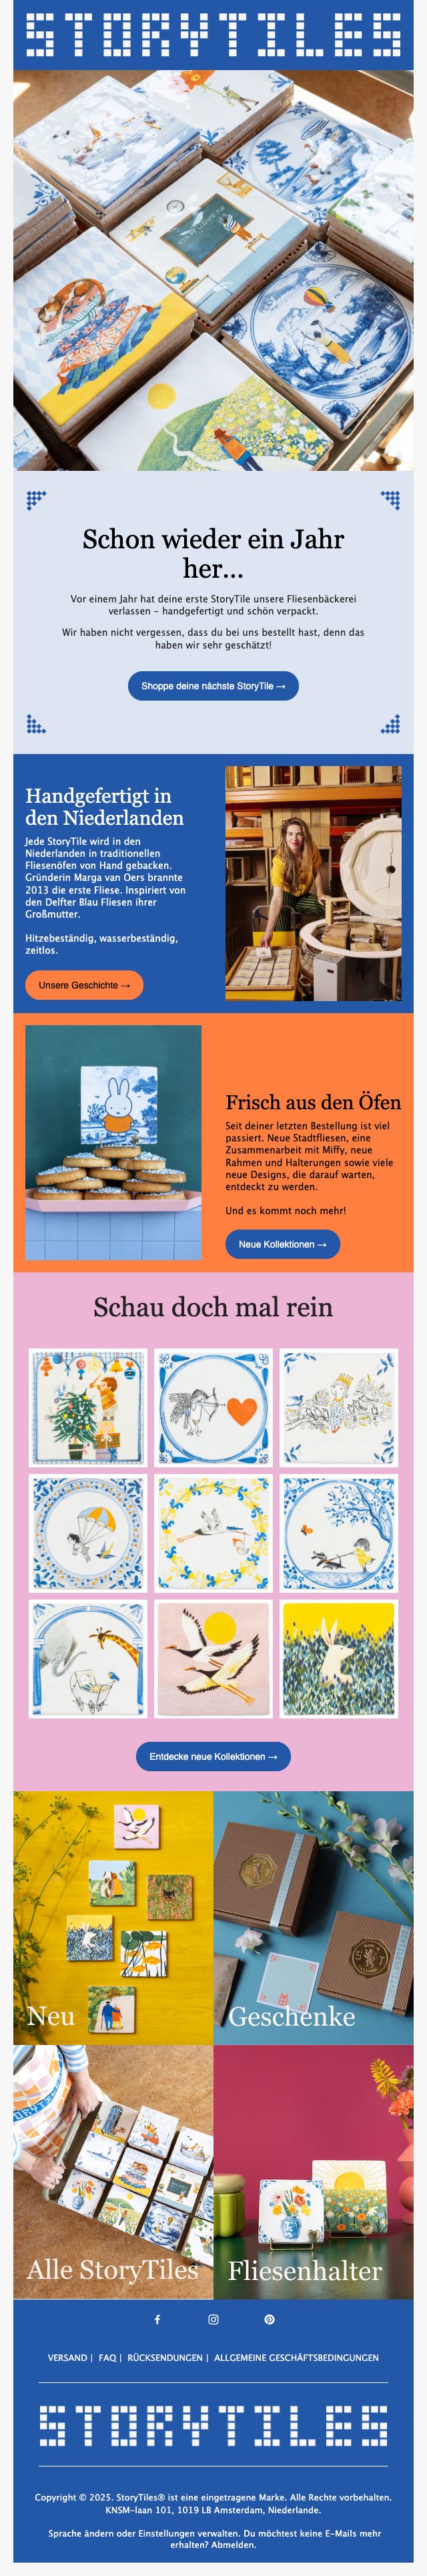 STORYTILES
Schon wieder ein Jahr
her...
Vor einem Jahr hat deine erste StoryTile unsere Fliesenbäckerei
verlassen – handgefertigt und schön verpackt.
Wir haben nicht vergessen, dass du bei uns bestellt hast, denn das
haben wir sehr geschätzt!
Shoppe deine nächste StoryTile →
Handgefertigt in
den Niederlanden
Jede StoryTile wird in den
Niederlanden in traditionellen
Fliesenöfen von Hand gebacken.
Gründerin Marga van Oers brannte
2013 die erste Fliese. Inspiriert von
den Delfter Blau Fliesen ihrer
Großmutter.
Hitzebeständig, wasserbeständig,
zeitlos.
Unsere Geschichte →
Frisch aus den Öfen
Seit deiner letzten Bestellung ist viel
passiert. Neue Stadtfliesen, eine
Zusammenarbeit mit Miffy, neue
Rahmen und Halterungen sowie viele
neue Designs, die darauf warten,
entdeckt zu werden.
Und es kommt noch mehr!
Neue Kollektionen →
Schau doch mal rein
Entdecke neue Kollektionen →
Neu
Geschenke
Alle StoryTiles
Fliesenhalter
VERSAND | FAQ | RÜCKSENDUNGEN | ALLGEMEINE GESCHÄFTSBEDINGUNGEN
STORYTILES
Copyright © 2025. StoryTiles® ist eine eingetragene Marke. Alle Rechte vorbehalten.
KNSM-laan 101, 1019 LB Amsterdam, Niederlande.
Sprache ändern oder Einstellungen verwalten. Du möchtest keine E-Mails mehr
erhalten? Abmelden.